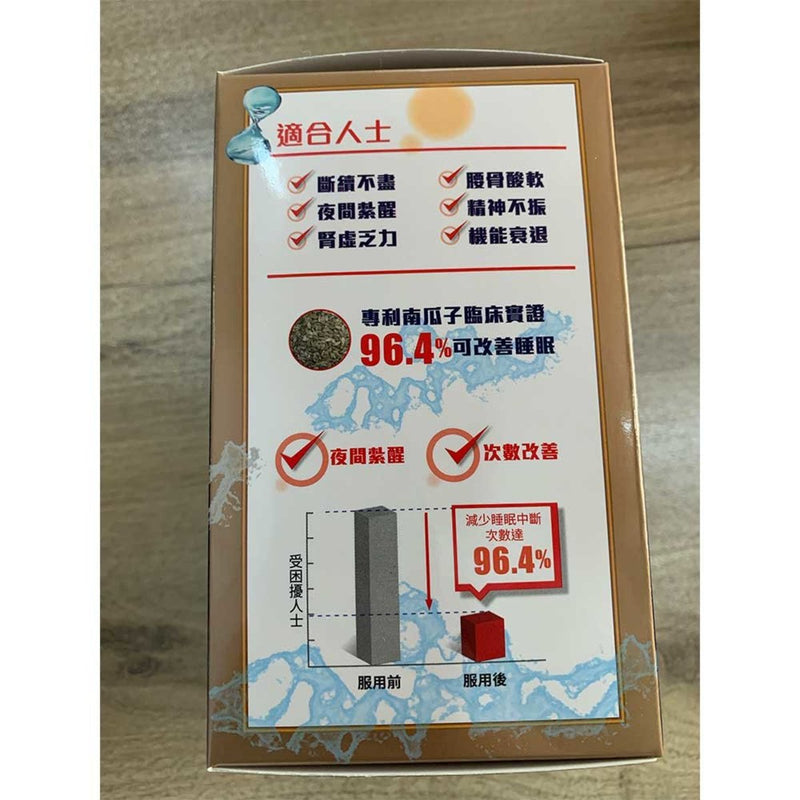 適合人士
斷續不盡
腰骨酸軟
夜間紮醒
精神不振
腎虛乏力
機能衰退
專利南瓜子臨床實證
96.4%可改善睡眠
夜間紮醒
次數改善
減少睡眠中斷
次數達
96.4%
受困擾人士
服用前
服用後